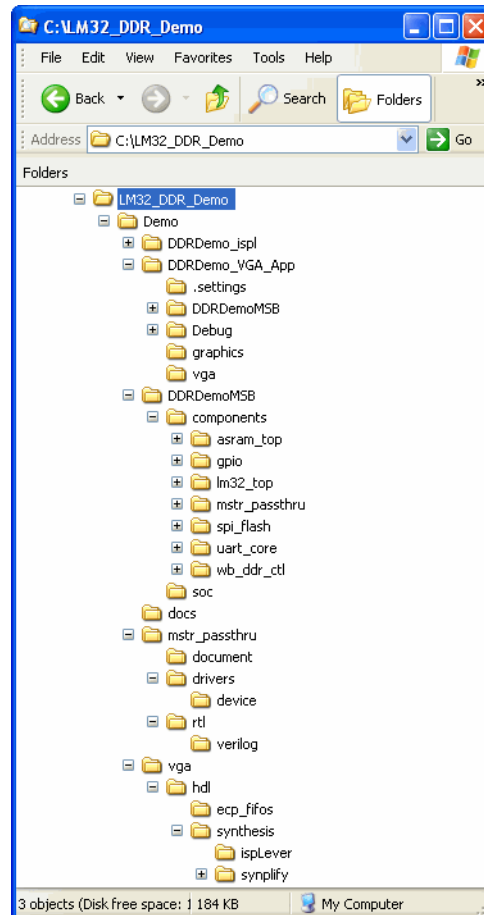 C:\LM32_DDR_Demo
File Edit View Favorites Tools Help
Back Search Folders »
Address C:\LM32_DDR_Demo Go
Folders
LM32_DDR_Demo
Demo
DDRDemo_ispl
DDRDemo_VGA_App
.settings
DDRDemoMSB
Debug
graphics
vga
DDRDemoMSB
components
asram_top
gpio
lm32_top
mstr_passthru
spi_flash
uart_core
wb_ddr_ctl
soc
docs
mstr_passthru
document
drivers
device
rtl
verilog
vga
hdl
ecp_fifos
synthesis
ispLever
synplify
3 objects (Disk free space: 1 184 KB My Computer